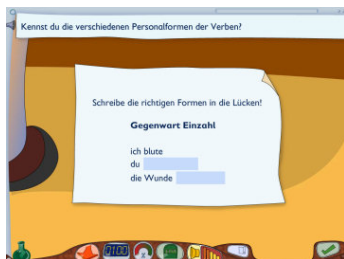 Kennst du die verschiedenen Personalformen der Verben?
Schreibe die richtigen Formen in die Lücken!
Gegenwart Einzahl
ich blute
du
die Wunde
0100